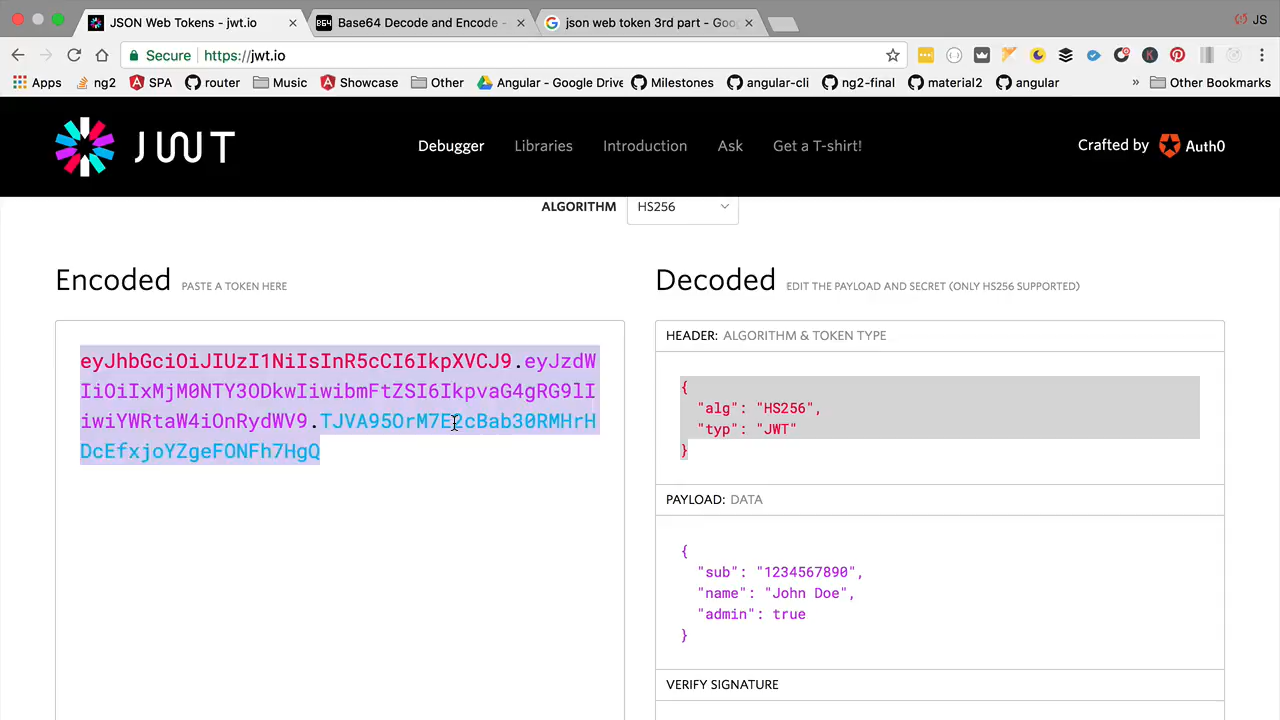 JSON Web Tokens - jwt.io
Base64 Decode and Encode -
json web token 3rd part - Goo
JS
Secure https://jwt.io
Apps ng2 SPA router Music Showcase Other Angular - Google Drive Milestones angular-cli ng2-final material2 angular » Other Bookmarks
JWT
Debugger Libraries Introduction Ask Get a T-shirt!
Crafted by Auth0
ALGORITHM HS256
Encoded PASTE A TOKEN HERE
eyJhbGciOiJIUzI1NiIsInR5cCI6IkpXVCJ9.eyJzdW
IiOiIxMjM0NTY3ODkwIiwibmFtZSI6IkpvaG4gRG9lI
iwiYWRtaW4iOnRydWV9.TJVA95OrM7E2cBab30RMHrH
DcEfxjoYZgeFONFh7HgQ
Decoded EDIT THE PAYLOAD AND SECRET (ONLY HS256 SUPPORTED)
HEADER: ALGORITHM & TOKEN TYPE
{
"alg": "HS256",
"typ": "JWT"
}
PAYLOAD: DATA
{
"sub": "1234567890",
"name": "John Doe",
"admin": true
}
VERIFY SIGNATURE